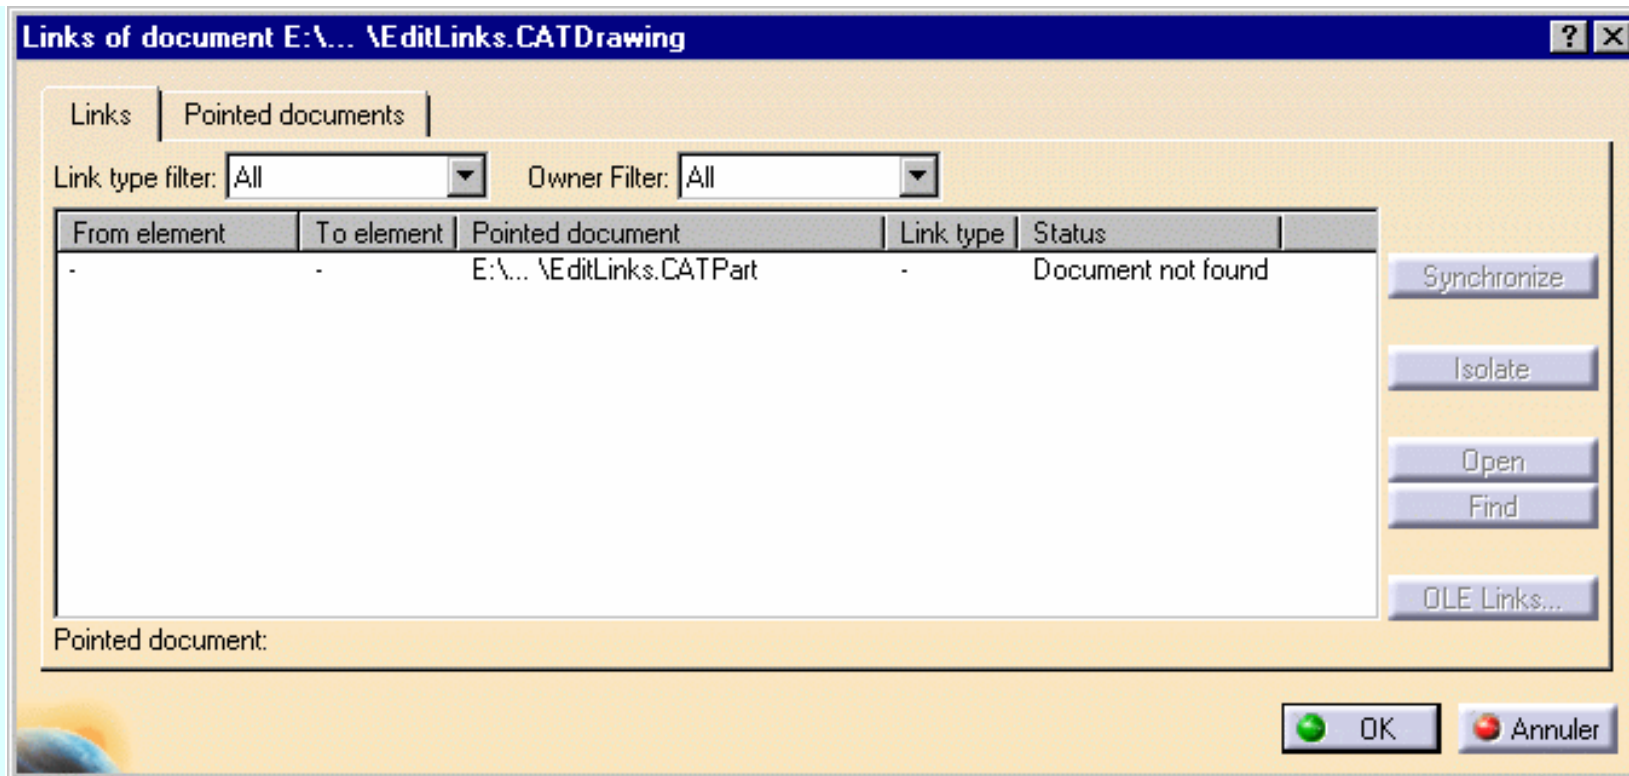 Links of document E:\... \EditLinks.CATDrawing ? X
Links Pointed documents
Link type filter: All Owner Filter: All
From element To element Pointed document Link type Status
- - E:\... \EditLinks.CATPart - Document not found
Synchronize
Isolate
Open
Find
OLE Links...
Pointed document:
OK Annuler